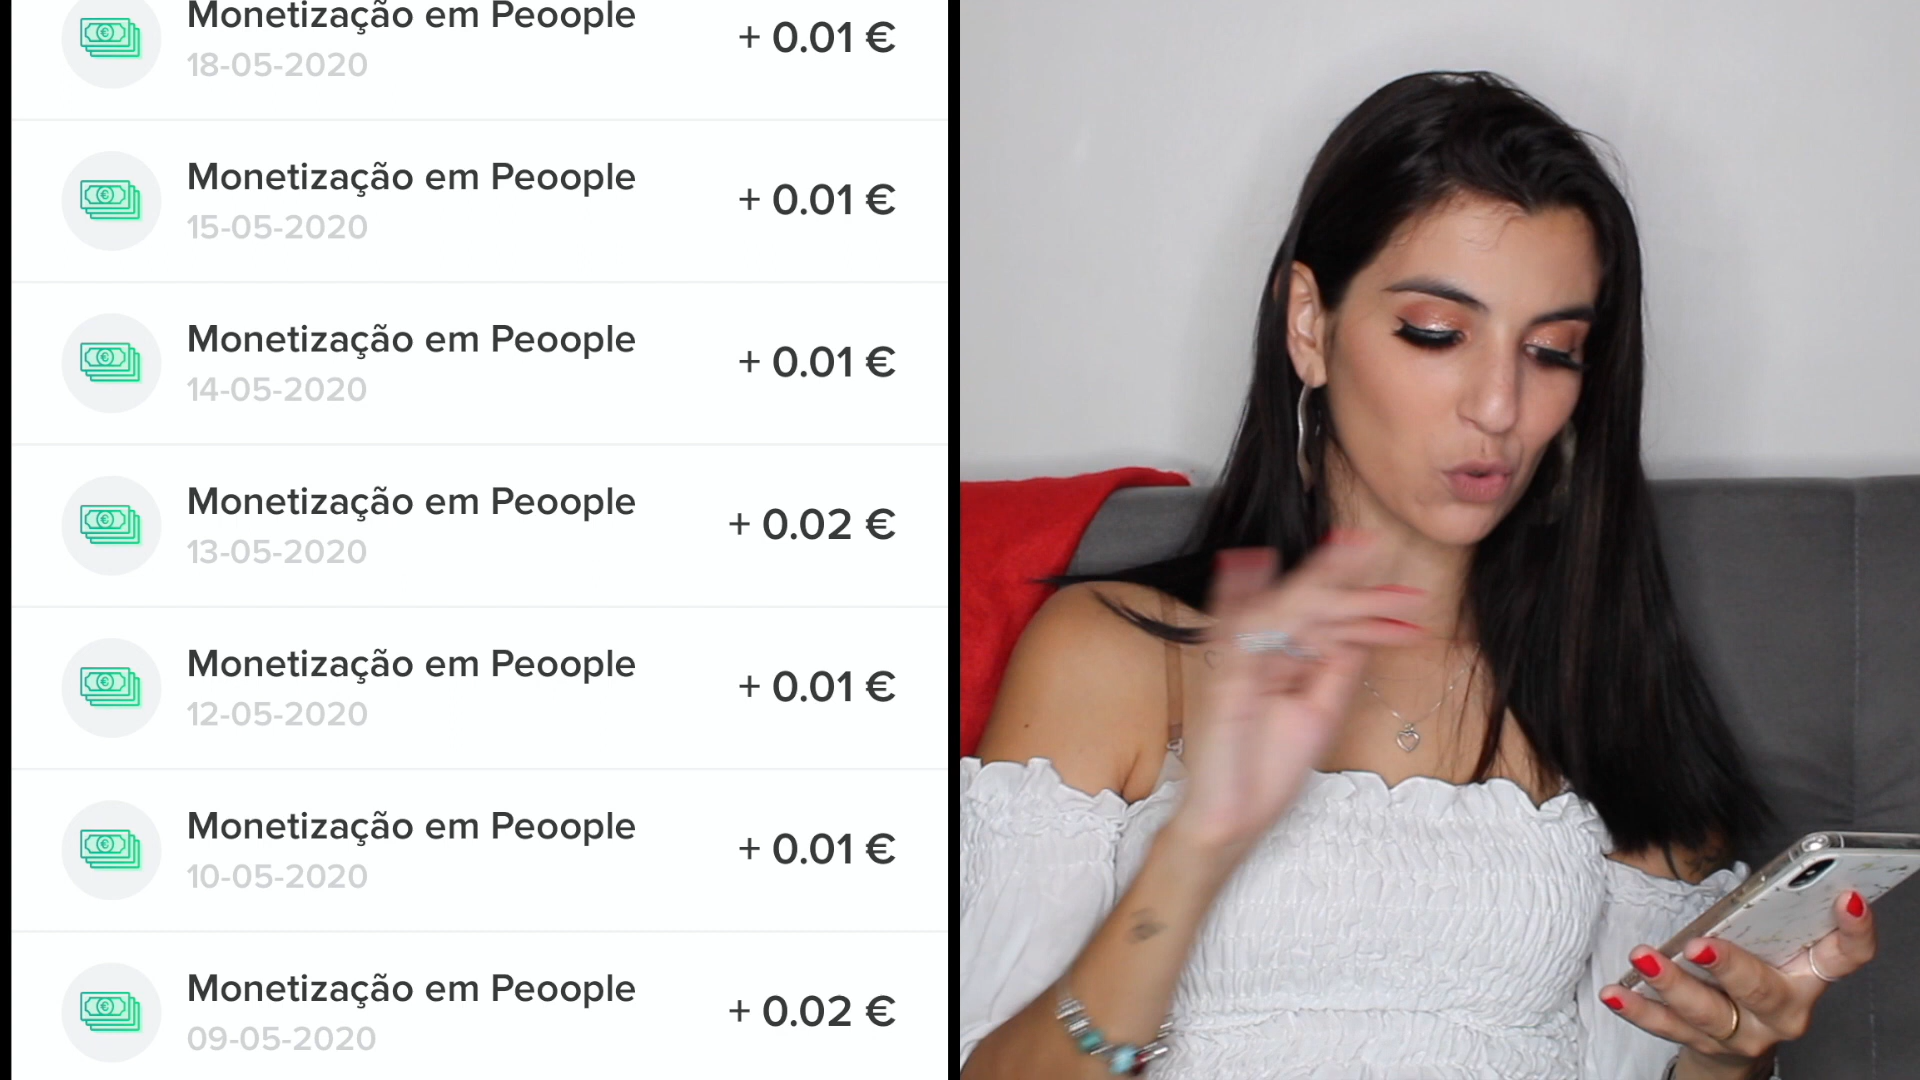 Monetização em Peoople
+ 0.01 €
18-05-2020
Monetização em Peoople
+ 0.01 €
15-05-2020
Monetização em Peoople
+ 0.01 €
14-05-2020
Monetização em Peoople
+ 0.02 €
13-05-2020
Monetização em Peoople
+ 0.01 €
12-05-2020
Monetização em Peoople
+ 0.01 €
10-05-2020
Monetização em Peoople
+ 0.02 €
09-05-2020